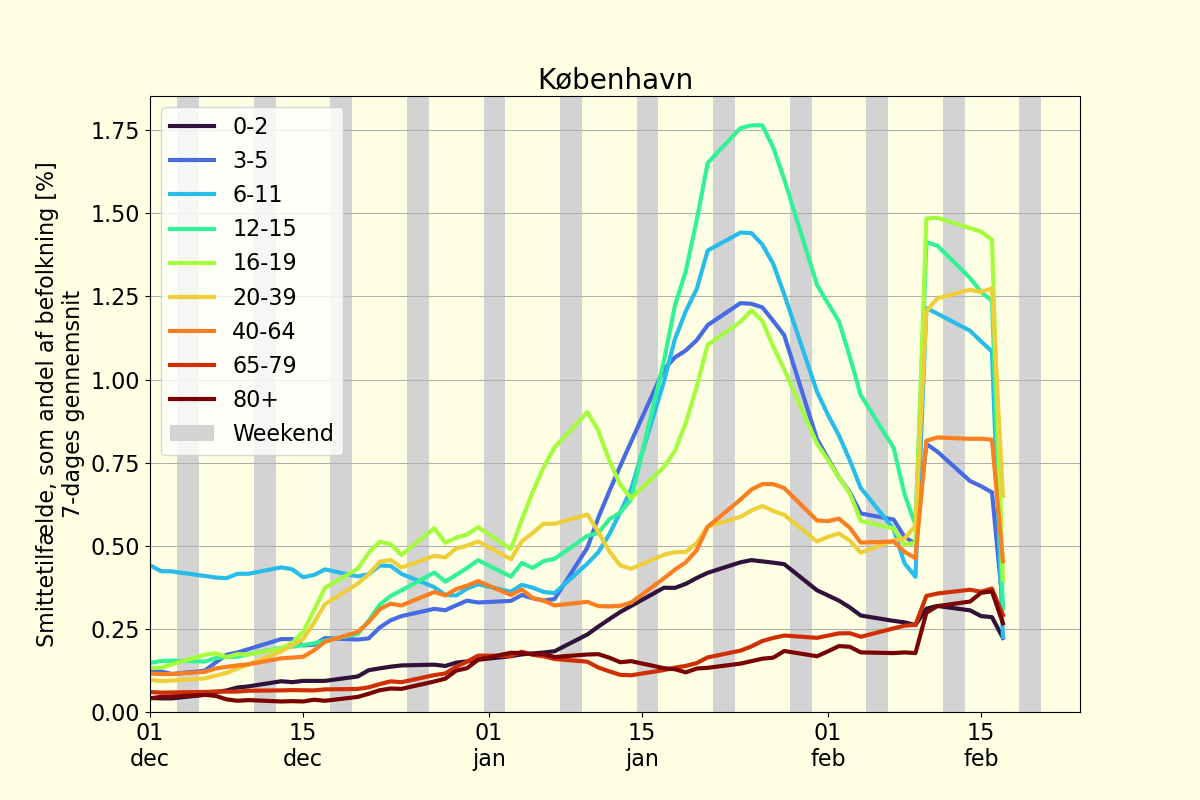 København
Smittetilfælde, som andel af befolkning [%]
7-dages gennemsnit
1.75
1.50
1.25
1.00
0.75
0.50
0.25
0.00
0-2
3-5
6-11
12-15
16-19
20-39
40-64
65-79
80+
Weekend
01
dec
15
dec
01
jan
15
jan
01
feb
15
feb